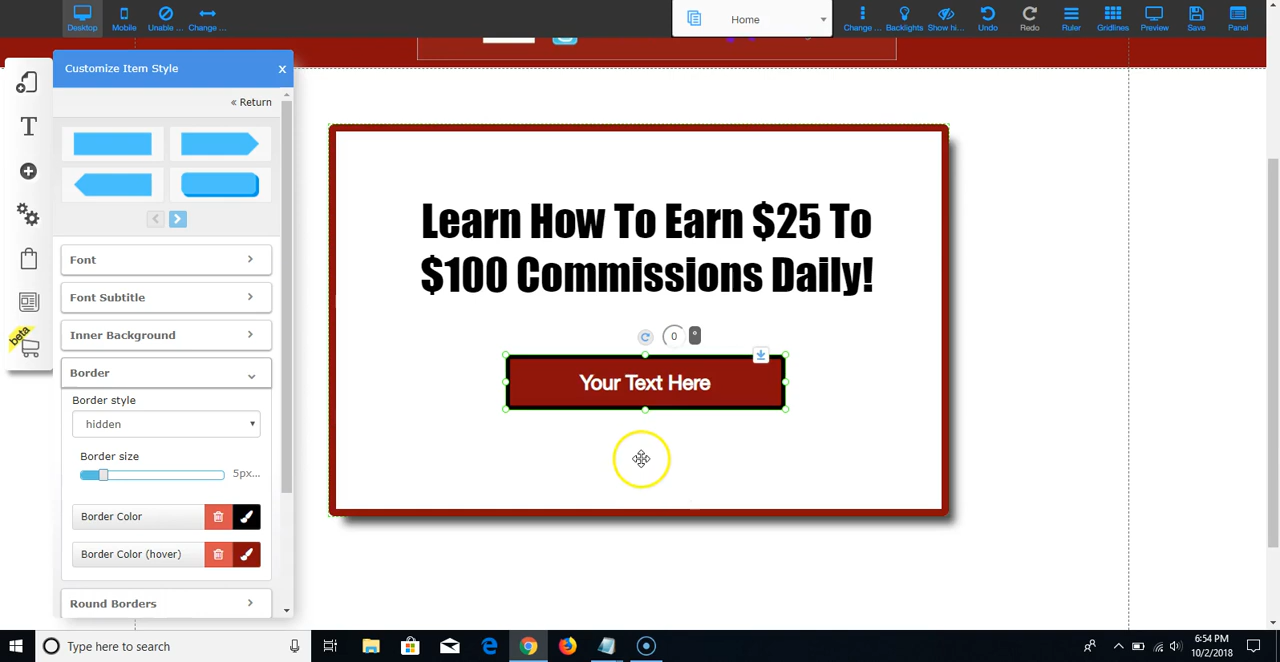 Desktop
Mobile
Unable ...
Change ...
Home
Change ...
Backlights
Show hi...
Undo
Redo
Ruler
Gridlines
Preview
Save
Panel
Customize Item Style
x
« Return
Font
Font Subtitle
Inner Background
Border
Border style
hidden
Border size
5px...
Border Color
Border Color (hover)
Round Borders
beta
Learn How To Earn $25 To
$100 Commissions Daily!
0
Your Text Here
Type here to search
6:54 PM
10/2/2018